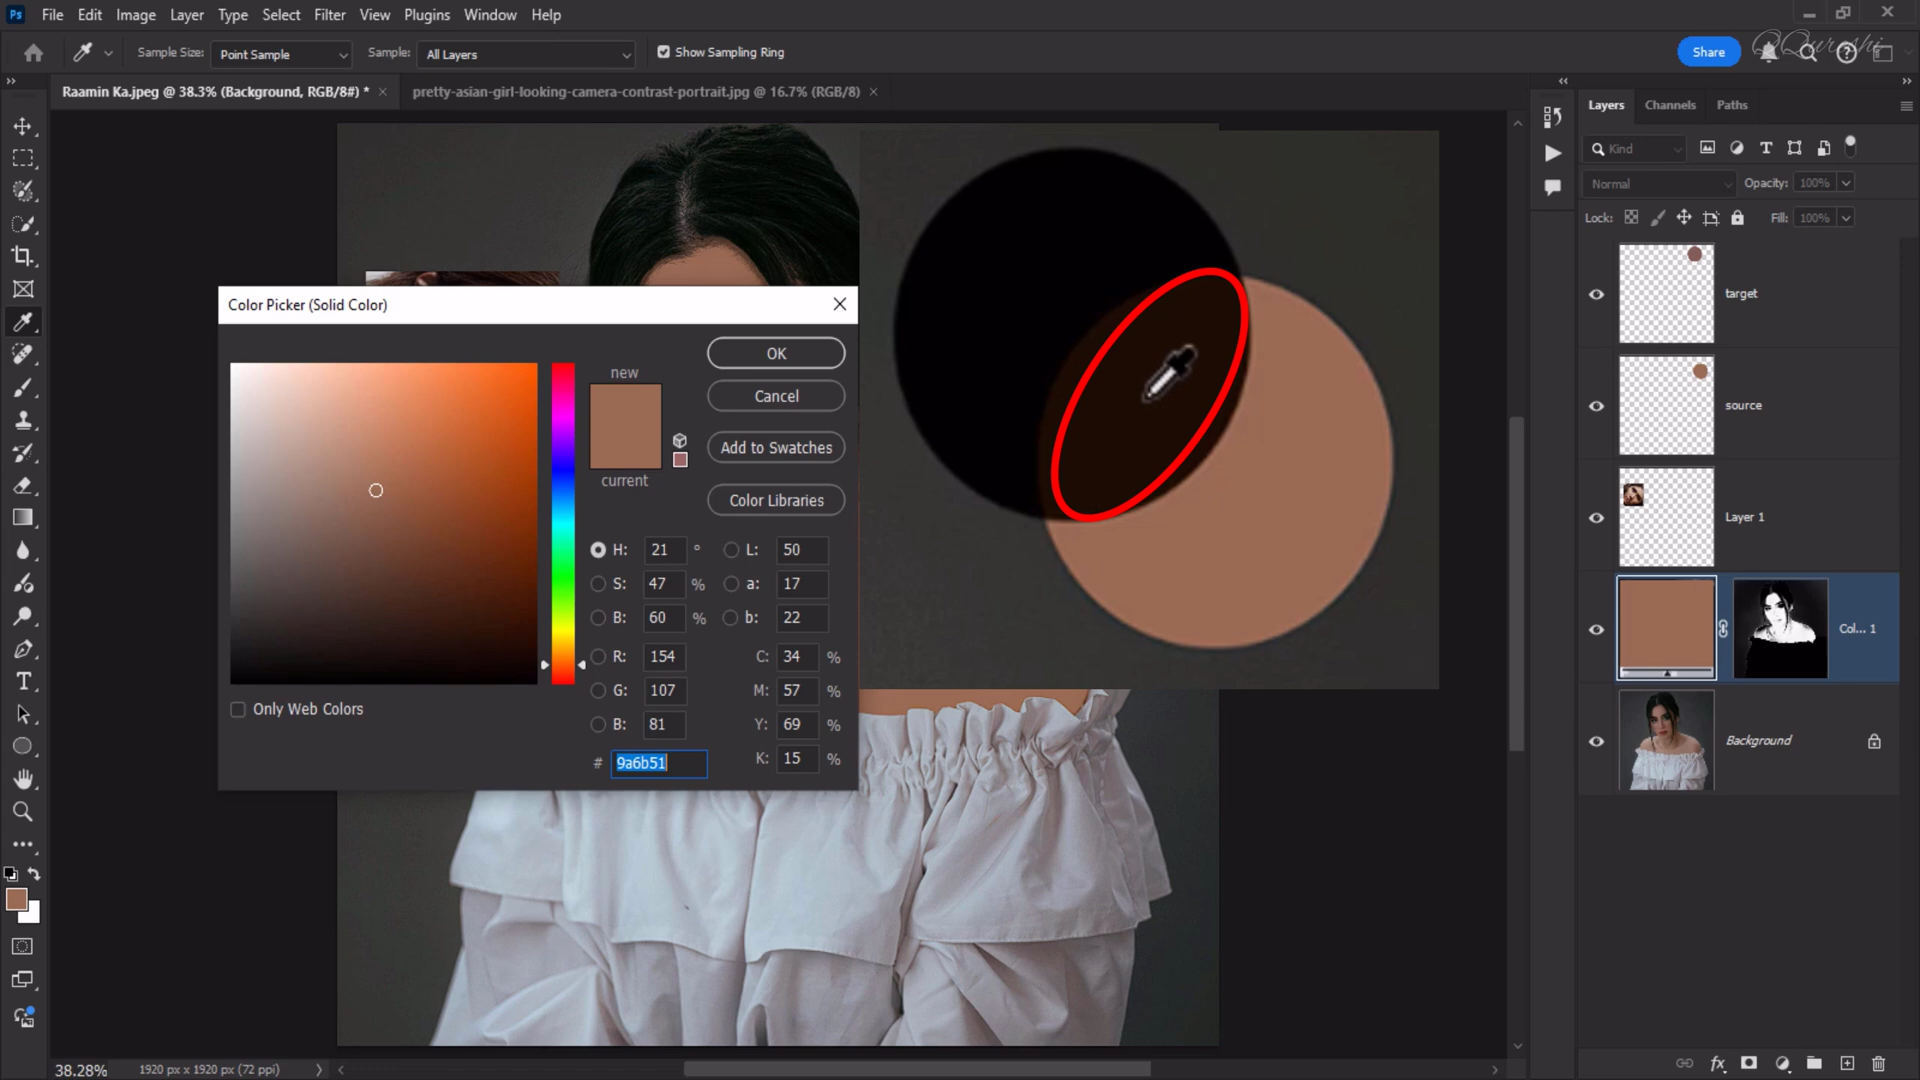 Ps File Edit Image Layer Type Select Filter View Plugins Window Help
Sample Size: Point Sample Sample: All Layers Show Sampling Ring Share
Raamin Ka.jpeg @ 38.3% (Background, RGB/8#) * × pretty-asian-girl-looking-camera-contrast-portrait.jpg @ 16.7% (RGB/8) ×
Layers Channels Paths
Kind
Normal Opacity: 100%
Lock: Fill: 100%
target
source
Layer 1
Col... 1
Background
Color Picker (Solid Color)
new
current
OK
Cancel
Add to Swatches
Color Libraries
H: 21 ° L: 50
S: 47 % a: 17
B: 60 % b: 22
R: 154 C: 34 %
G: 107 M: 57 %
B: 81 Y: 69 %
# 9a6b51 K: 15 %
Only Web Colors
38.28% 1920 px x 1920 px (72 ppi)